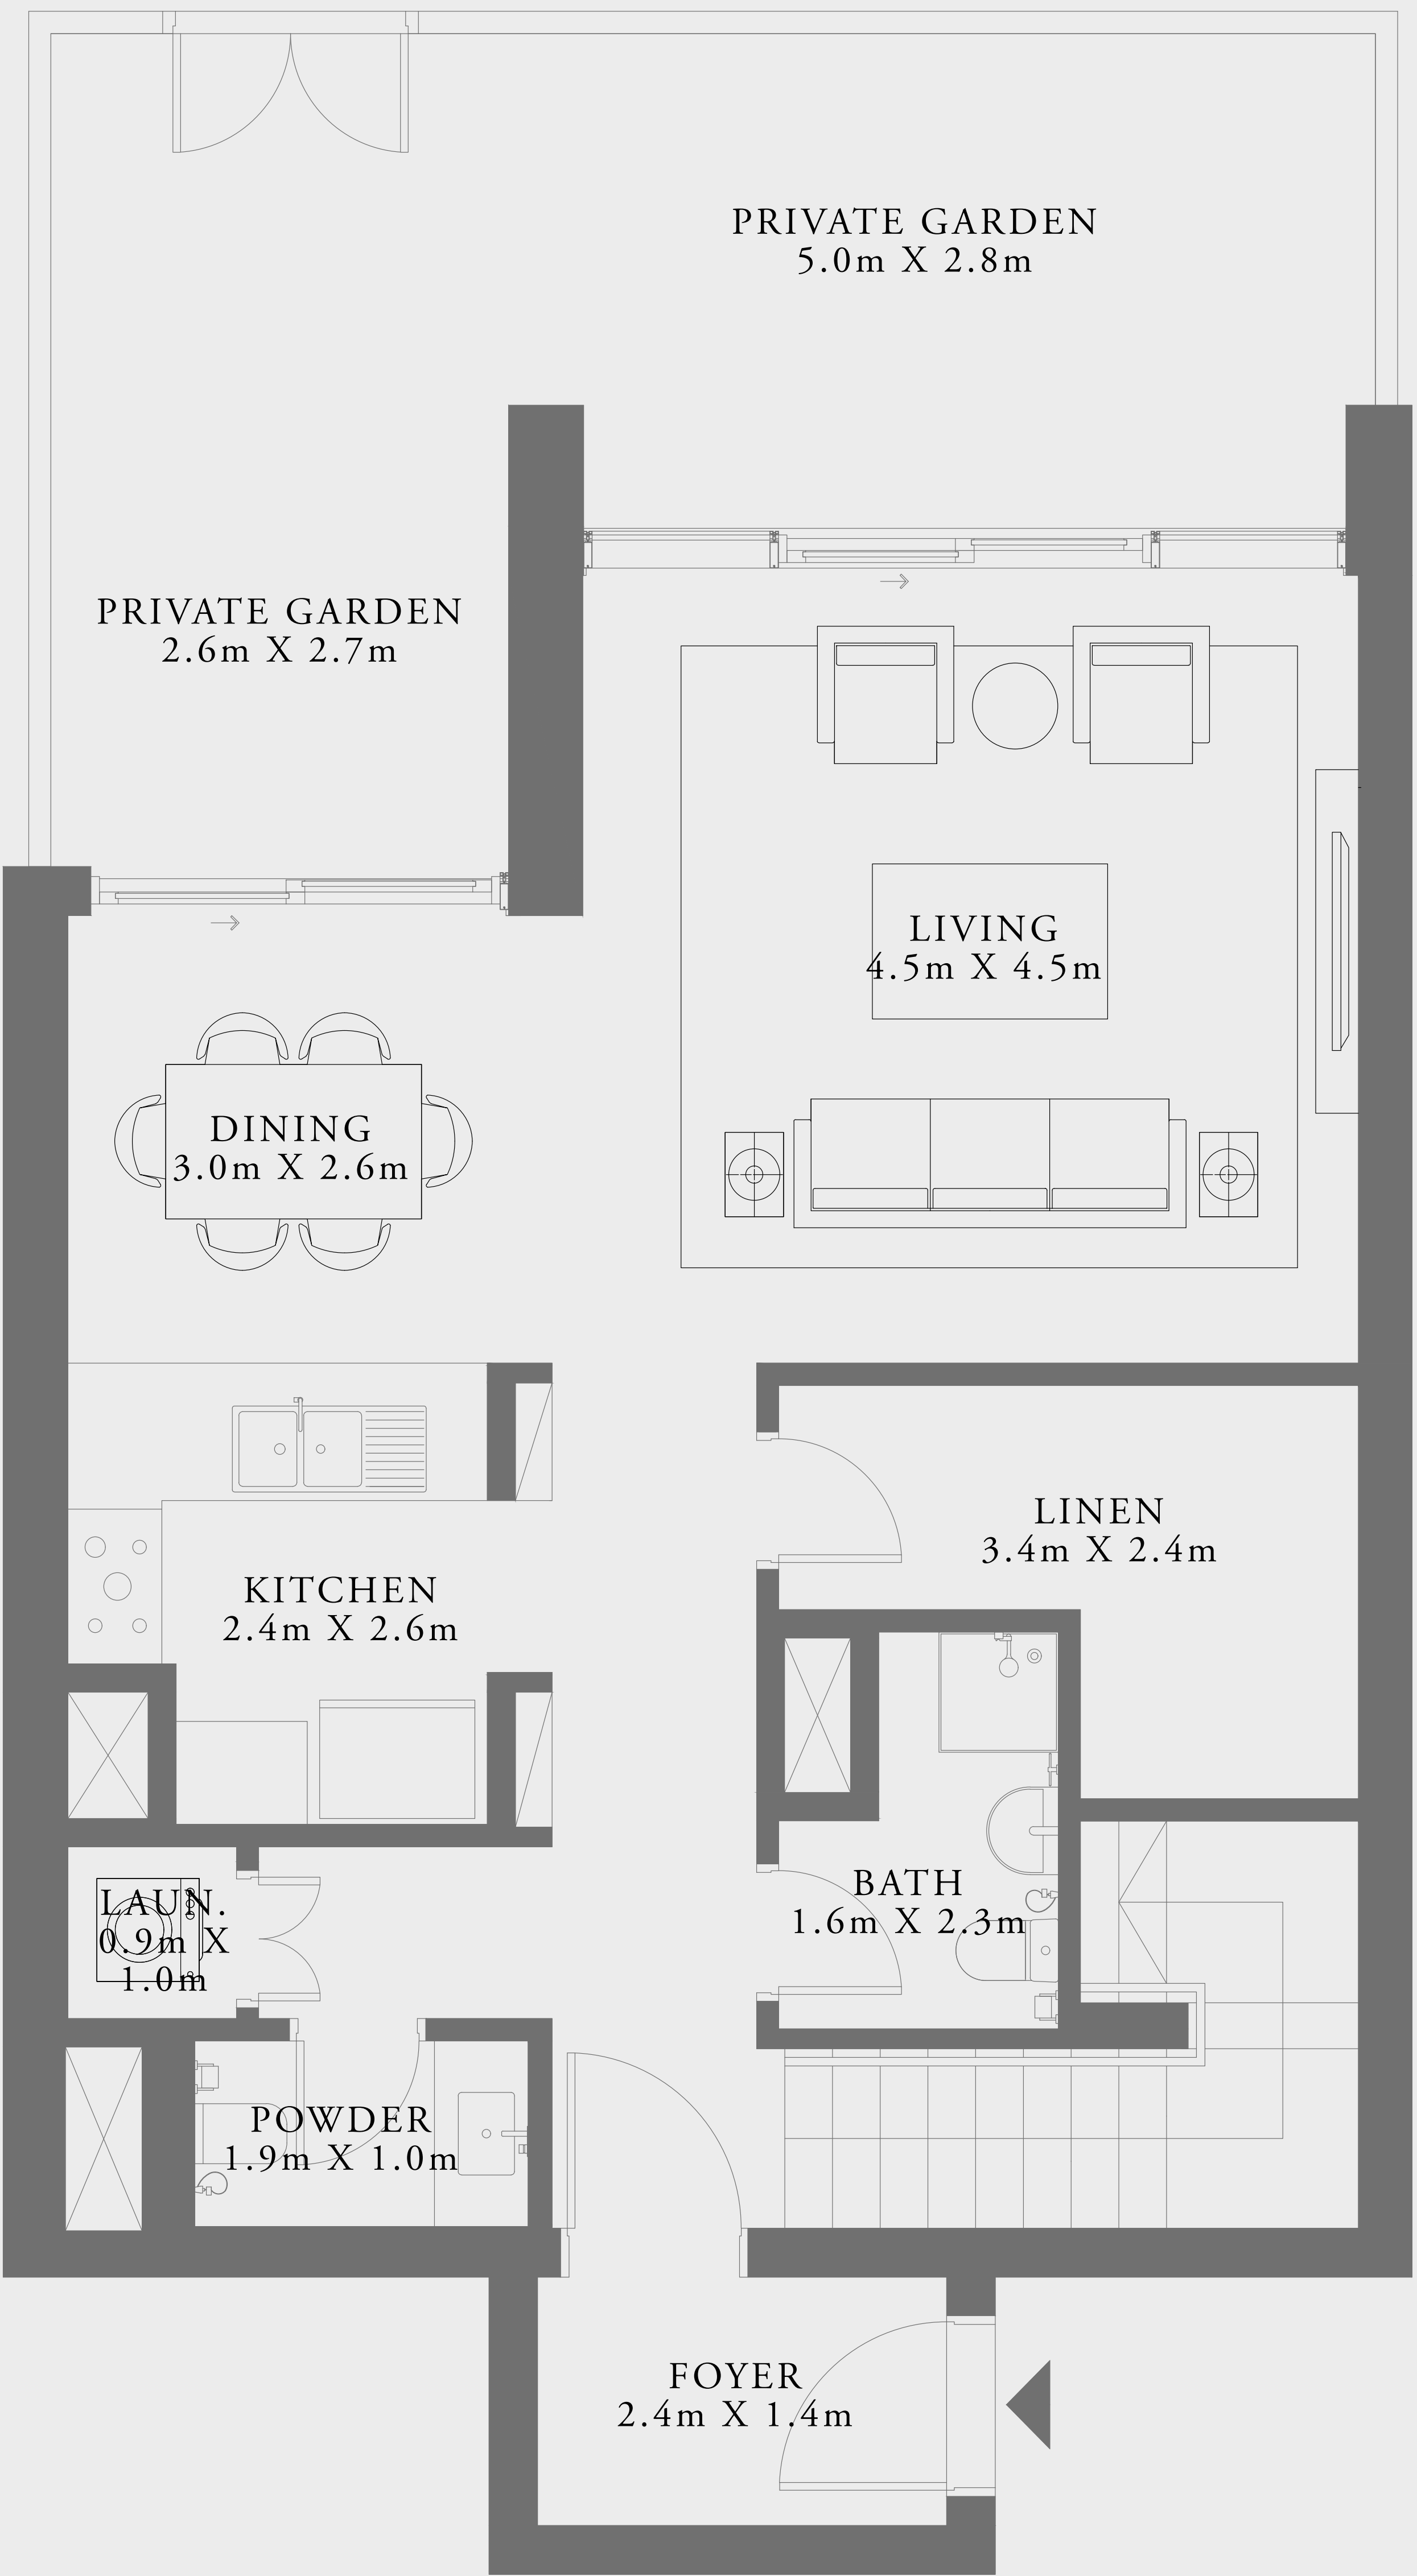 PRIVATE GARDEN
5.0m X 2.8m
PRIVATE GARDEN
2.6m X 2.7m
LIVING
4.5m X 4.5m
DINING
3.0m X 2.6m
LINEN
3.4m X 2.4m
KITCHEN
2.4m X 2.6m
BATH
1.6m X 2.3m
LAUN.
0.9m X
1.0m
POWDER
1.9m X 1.0m
FOYER
2.4m X 1.4m